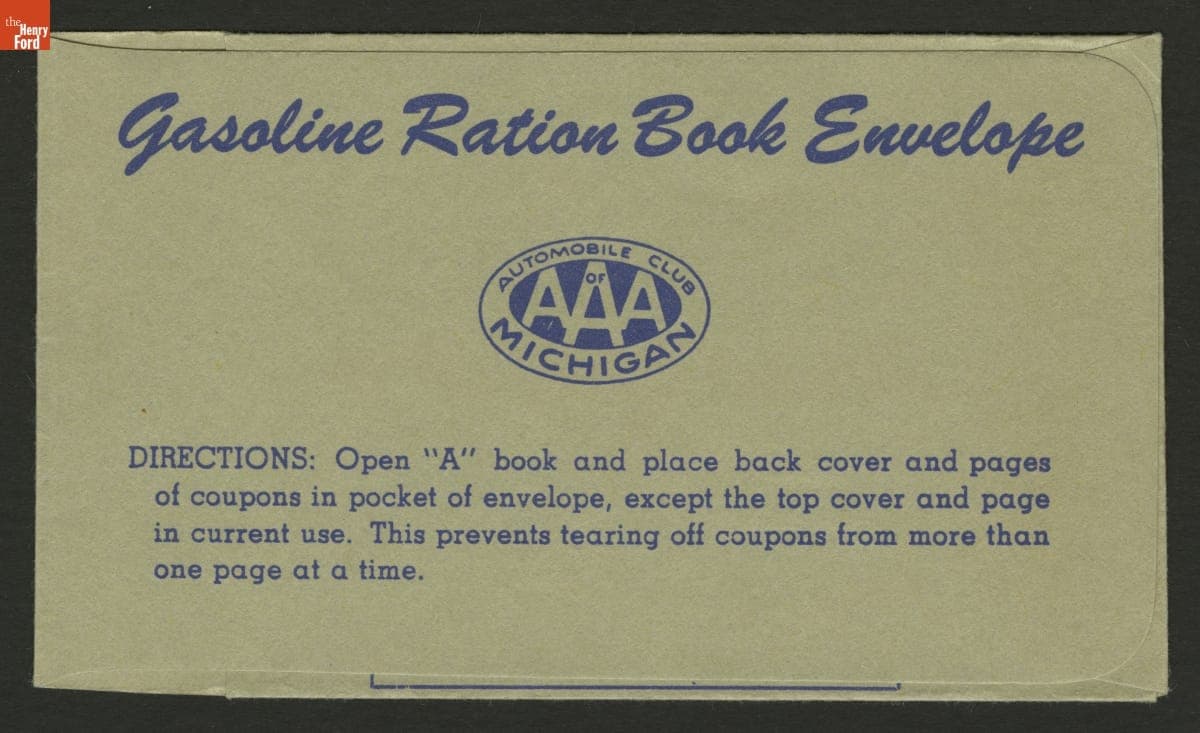 the
Henry
Ford
Gasoline Ration Book Envelope
AUTOMOBILE CLUB
OF
AAA
MICHIGAN
DIRECTIONS: Open "A" book and place back cover and pages
of coupons in pocket of envelope, except the top cover and page
in current use. This prevents tearing off coupons from more than
one page at a time.